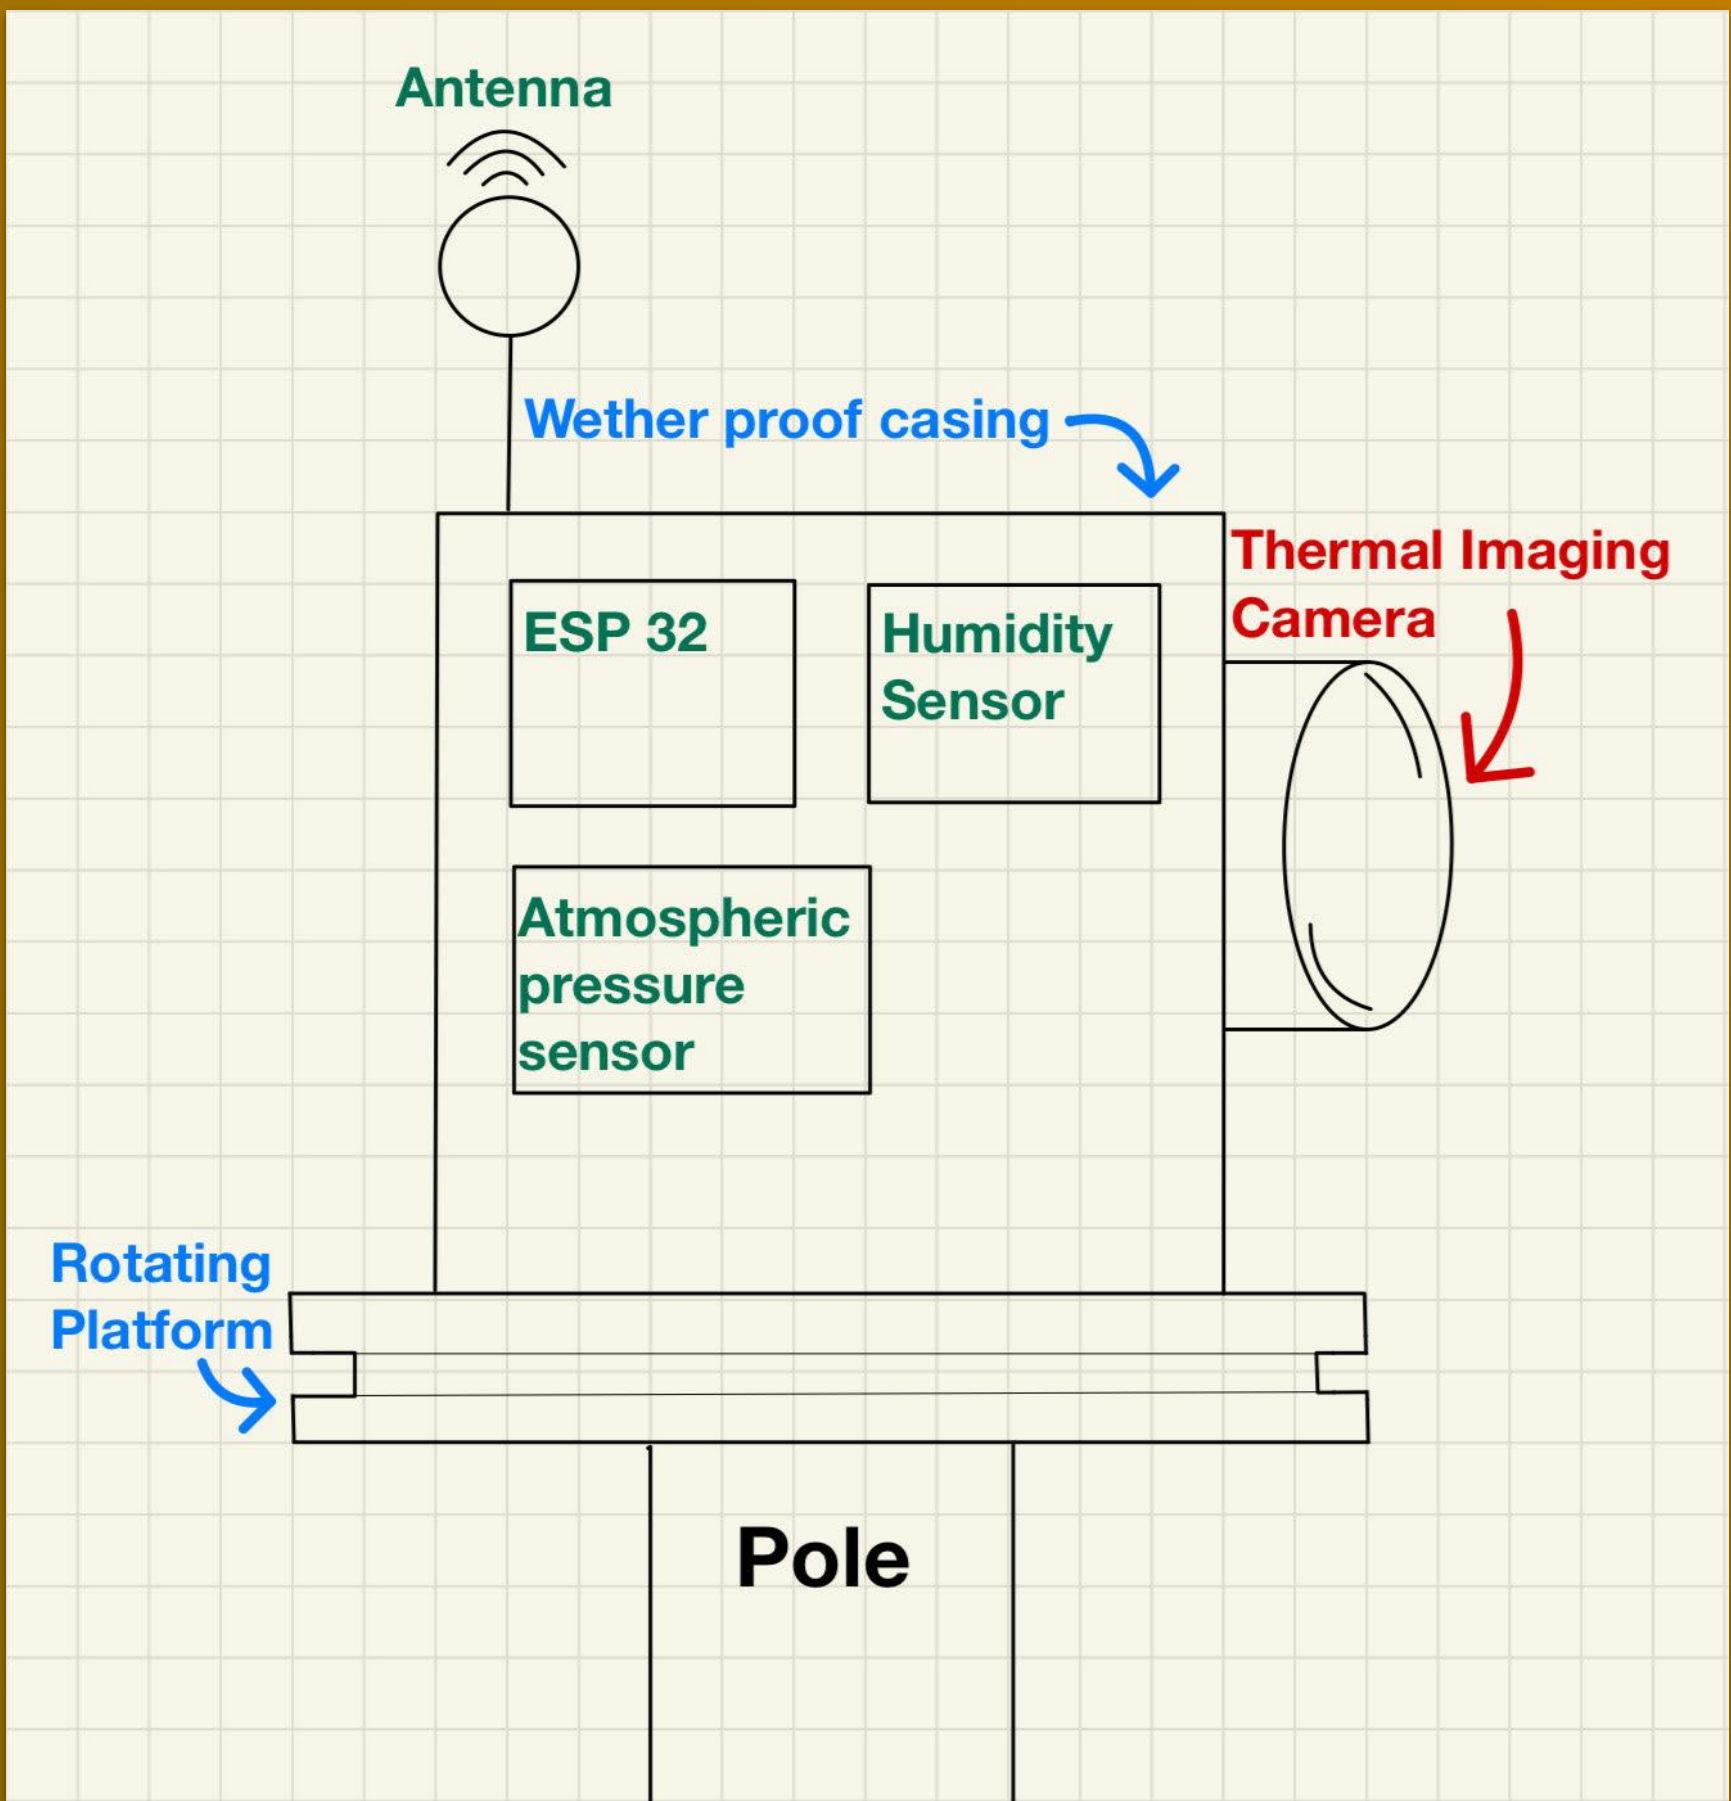 Antenna
Wether proof casing
Thermal Imaging
Camera
ESP 32
Humidity
Sensor
Atmospheric
pressure
sensor
Rotating
Platform
Pole